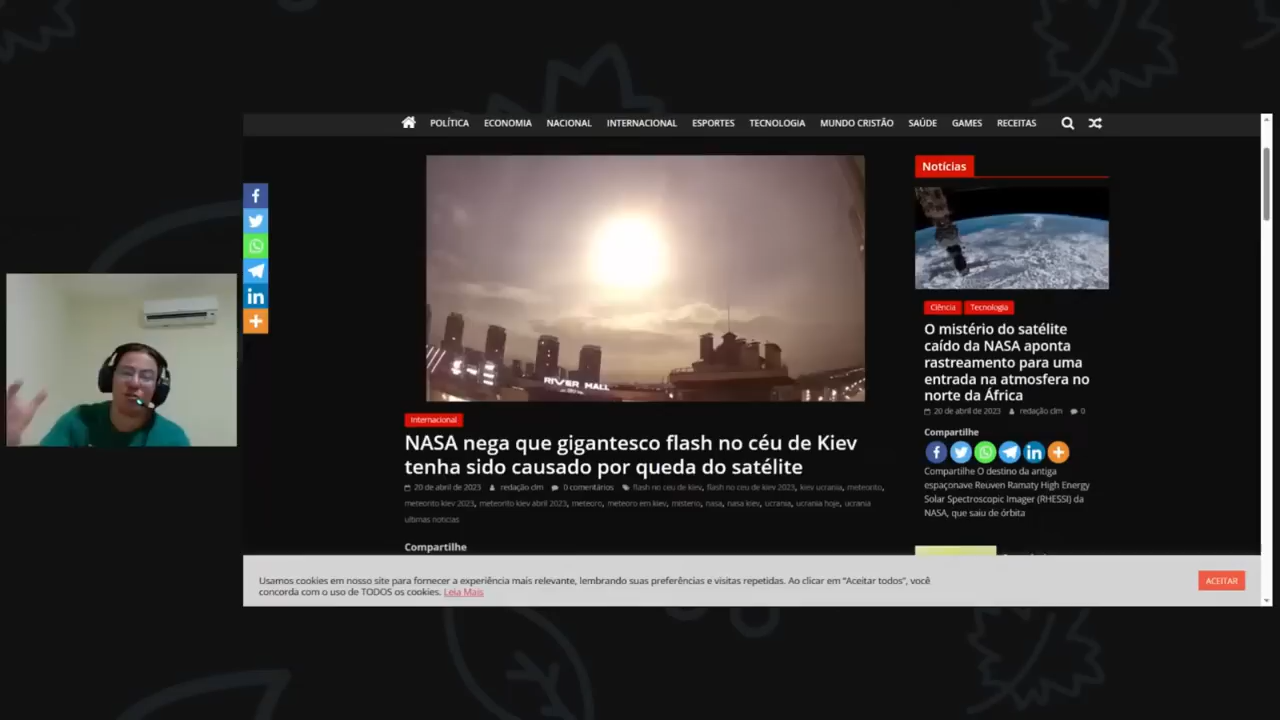 POLÍTICA ECONOMIA NACIONAL INTERNACIONAL ESPORTES TECNOLOGIA MUNDO CRISTÃO SAÚDE GAMES RECEITAS
RIVER MALL
Internacional
NASA nega que gigantesco flash no céu de Kiev
tenha sido causado por queda do satélite
20 de abril de 2023 redação clm 0 comentários flash no ceu de kiev, flash no ceu de kiev 2023, kiev ucrania, meteorito,
meteorito kiev 2023, meteorito kiev abril 2023, meteoro, meteoro em kiev, misterio, nasa, nasa kiev, ucrania, ucrania hoje, ucrania
ultimas noticias
Compartilhe
Notícias
Ciência Tecnologia
O mistério do satélite
caído da NASA aponta
rastreamento para uma
entrada na atmosfera no
norte da África
20 de abril de 2023 redação clm 0
Compartilhe
Compartilhe O destino da antiga
espaçonave Reuven Ramaty High Energy
Solar Spectroscopic Imager (RHESSI) da
NASA, que saiu de órbita
Usamos cookies em nosso site para fornecer a experiência mais relevante, lembrando suas preferências e visitas repetidas. Ao clicar em “Aceitar todos”, você
concorda com o uso de TODOS os cookies. Leia Mais
ACEITAR